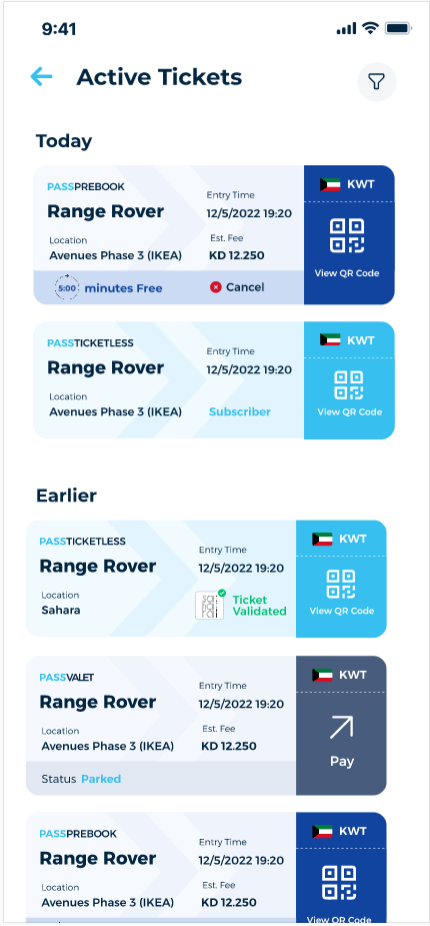 9:41
Active Tickets
Today
PASSPREBOOK
Range Rover
Entry Time
12/5/2022 19:20
Location
Avenues Phase 3 (IKEA)
Est. Fee
KD 12.250
5:00 minutes Free
Cancel
KWT
View QR Code
PASSTICKETLESS
Range Rover
Entry Time
12/5/2022 19:20
Location
Avenues Phase 3 (IKEA)
Subscriber
KWT
View QR Code
Earlier
PASSTICKETLESS
Range Rover
Entry Time
12/5/2022 19:20
Location
Sahara
Ticket
Validated
KWT
View QR Code
PASSVALET
Range Rover
Entry Time
12/5/2022 19:20
Location
Avenues Phase 3 (IKEA)
Est. Fee
KD 12.250
Status Parked
KWT
Pay
PASSPREBOOK
Range Rover
Entry Time
12/5/2022 19:20
Location
Avenues Phase 3 (IKEA)
Est. Fee
KD 12.250
KWT
View QR Code